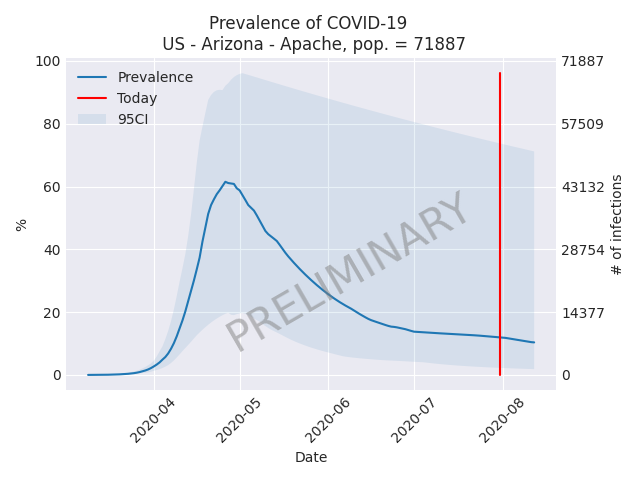 Prevalence of COVID-19
US - Arizona - Apache, pop. = 71887
Prevalence
Today
95CI
100
80
60
40
20
0
%
71887
57509
43132
28754
14377
0
# of infections
PRELIMINARY
2020-04
2020-05
2020-06
2020-07
2020-08
Date